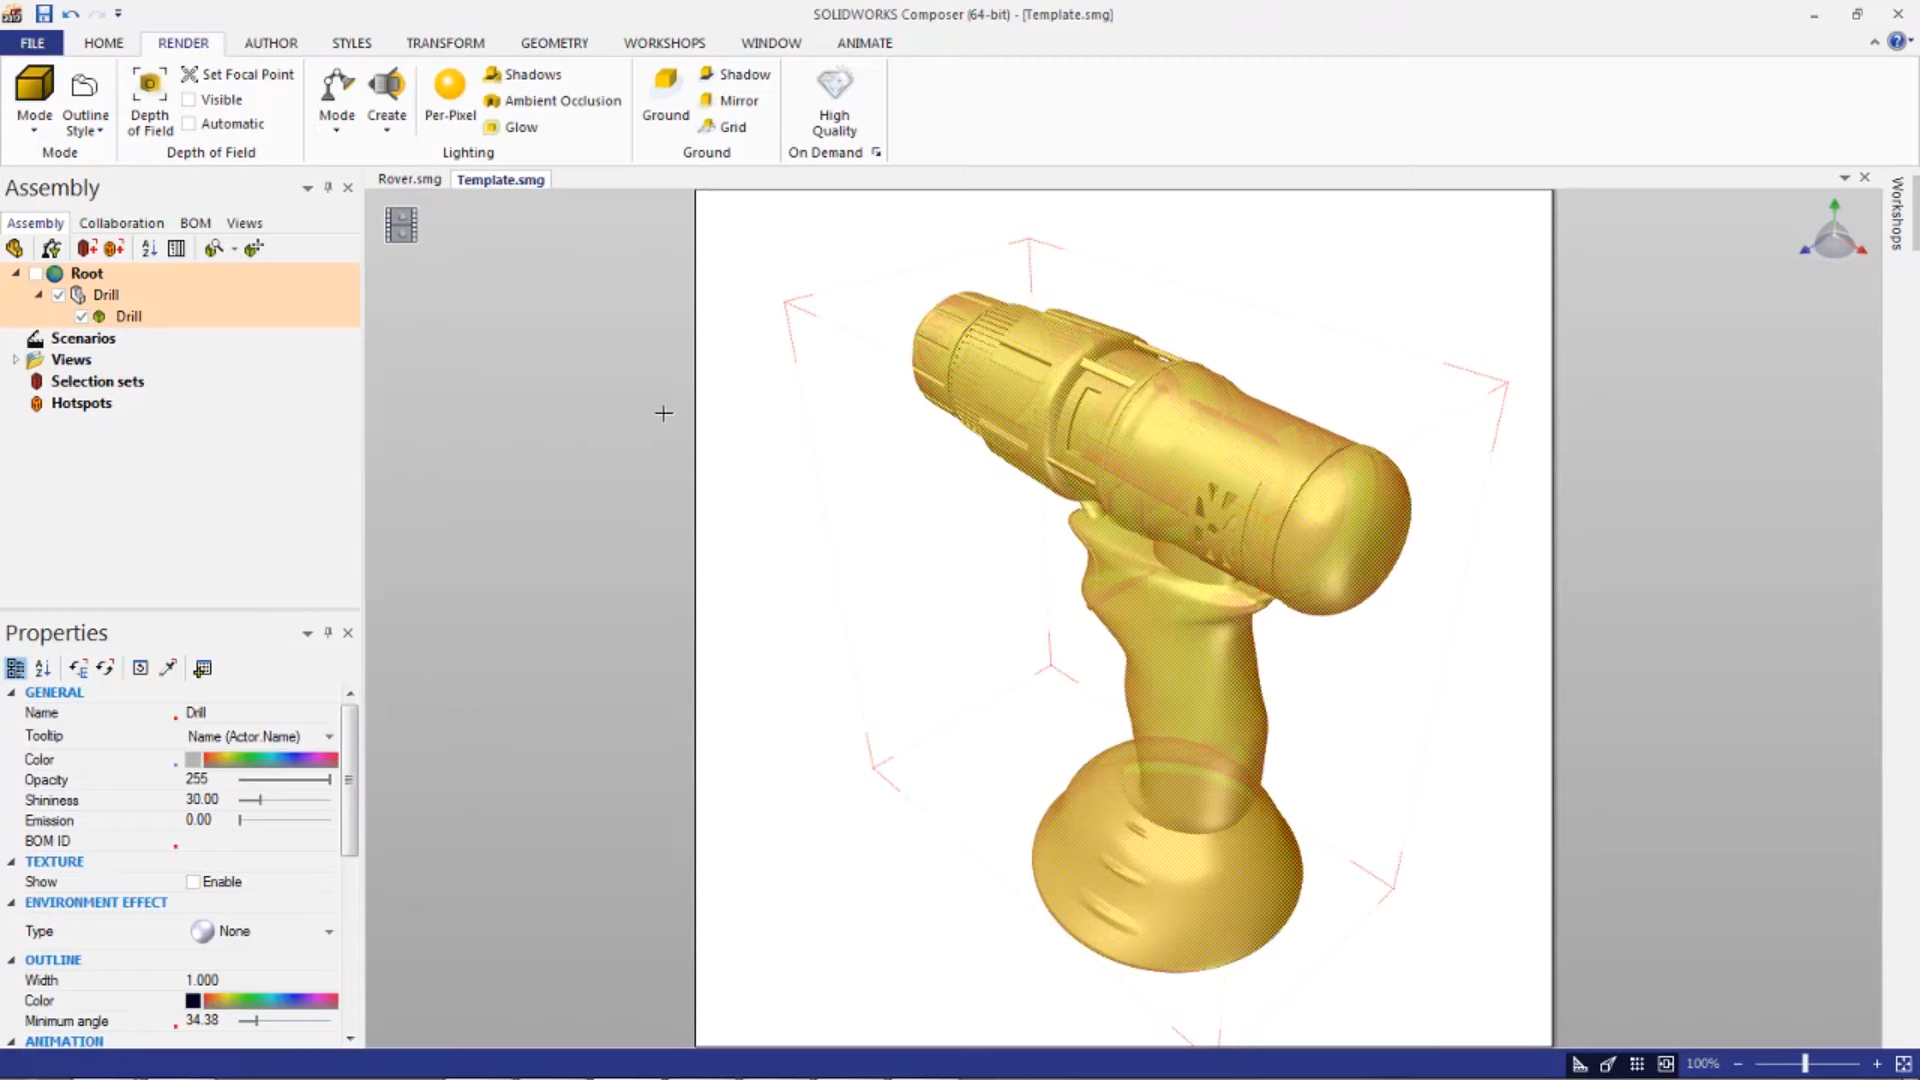 SOLIDWORKS Composer (64-bit) - [Template.smg]
FILE HOME RENDER AUTHOR STYLES TRANSFORM GEOMETRY WORKSHOPS WINDOW ANIMATE
Mode
Outline Style
Mode
Depth of Field
Set Focal Point
Visible
Automatic
Depth of Field
Mode
Create
Per-Pixel
Shadows
Ambient Occlusion
Glow
Lighting
Ground
Shadow
Mirror
Grid
Ground
High Quality
On Demand
Assembly
Rover.smg Template.smg
Workshops
Assembly Collaboration BOM Views
Root
Drill
Drill
Scenarios
Views
Selection sets
Hotspots
Properties
GENERAL
Name Drill
Tooltip Name (Actor.Name)
Color
Opacity 255
Shininess 30.00
Emission 0.00
BOM ID
TEXTURE
Show Enable
ENVIRONMENT EFFECT
Type None
OUTLINE
Width 1.000
Color
Minimum angle 34.38
ANIMATION
100%